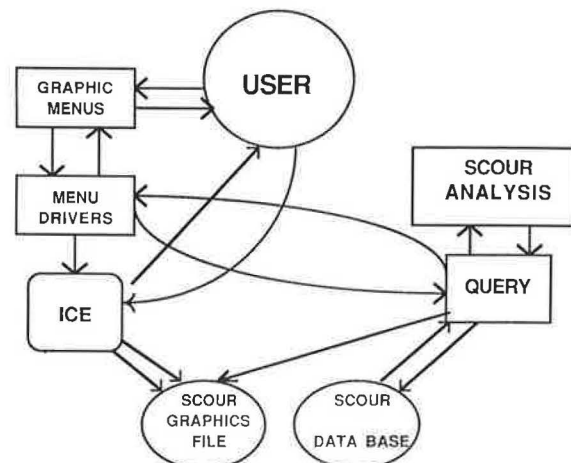 USER
GRAPHIC
MENUS
SCOUR
ANALYSIS
MENU
DRIVERS
QUERY
ICE
SCOUR
GRAPHICS
FILE
SCOUR
DATA BASE